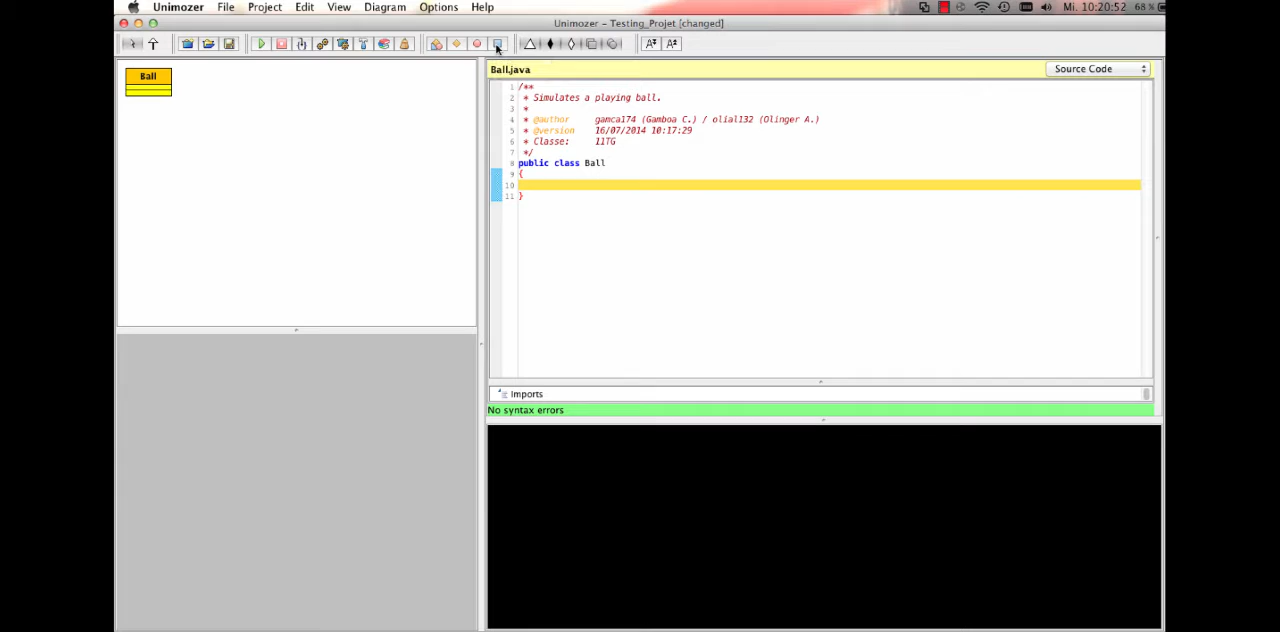 Unimozer File Project Edit View Diagram Options Help Mi. 10:20:52 68 %
Unimozer - Testing_Projet [changed]
Ball
Ball.java
Source Code
1 /**
2 * Simulates a playing ball.
3 *
4 * @author gamca174 (Gamboa C.) / olial132 (Olinger A.)
5 * @version 16/07/2014 10:17:29
6 * Classe: 11TG
7 */
8 public class Ball
9 {
10
11 }
Imports
No syntax errors